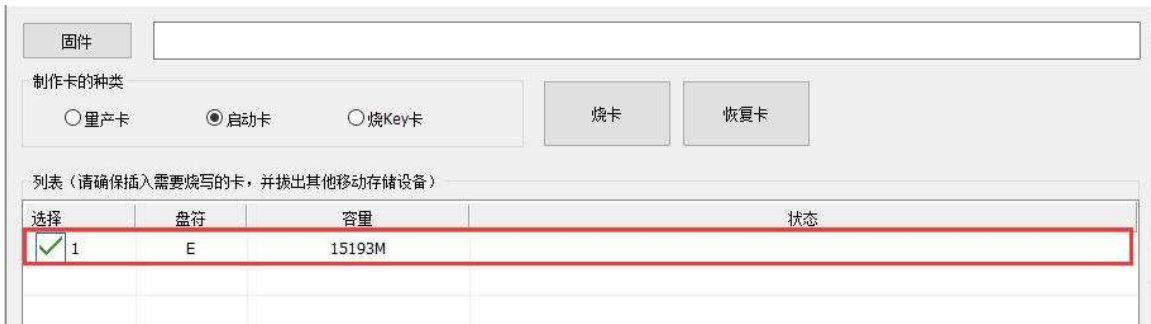 固件
制作卡的种类
量产卡 启动卡 烧Key卡 烧卡 恢复卡
列表（请确保插入需要烧写的卡，并拔出其他移动存储设备）
选择 盘符 容量 状态
1 E 15193M